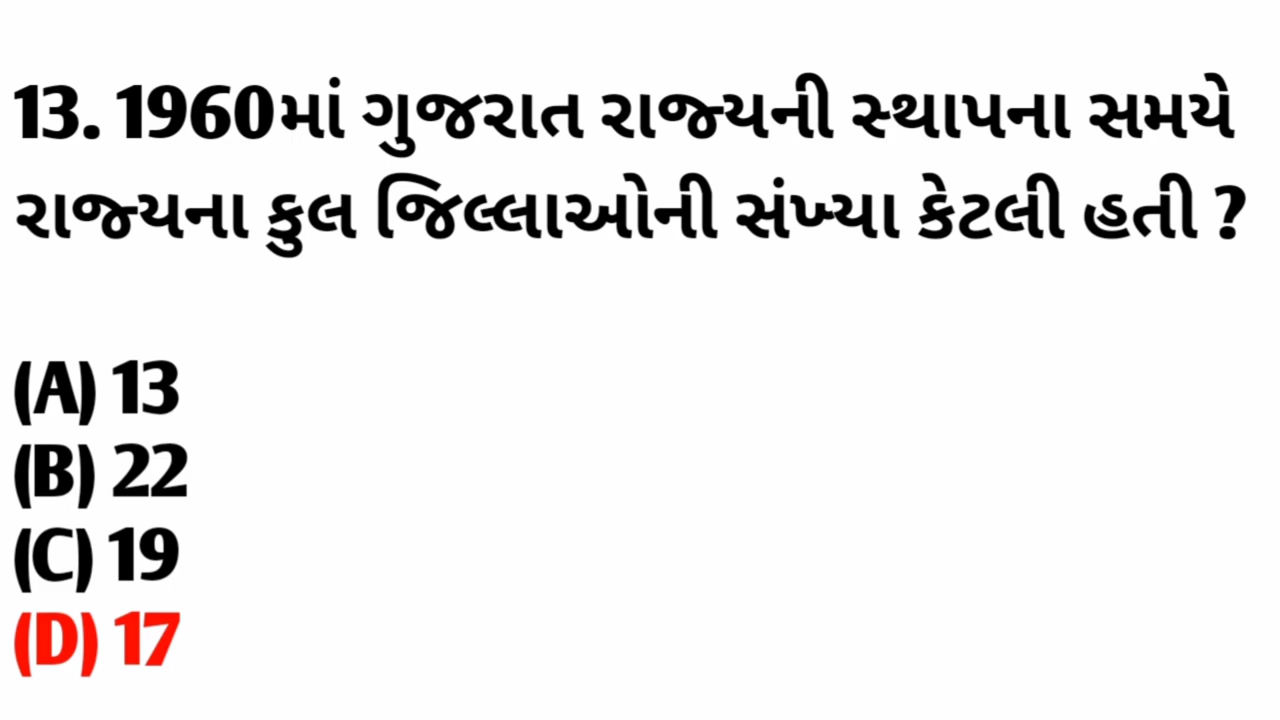 13. 1960માં ગુજરાત રાજ્યની સ્થાપના સમયે
રાજ્યના કુલ જિલ્લાઓની સંખ્યા કેટલી હતી ?
(A) 13
(B) 22
(C) 19
(D) 17